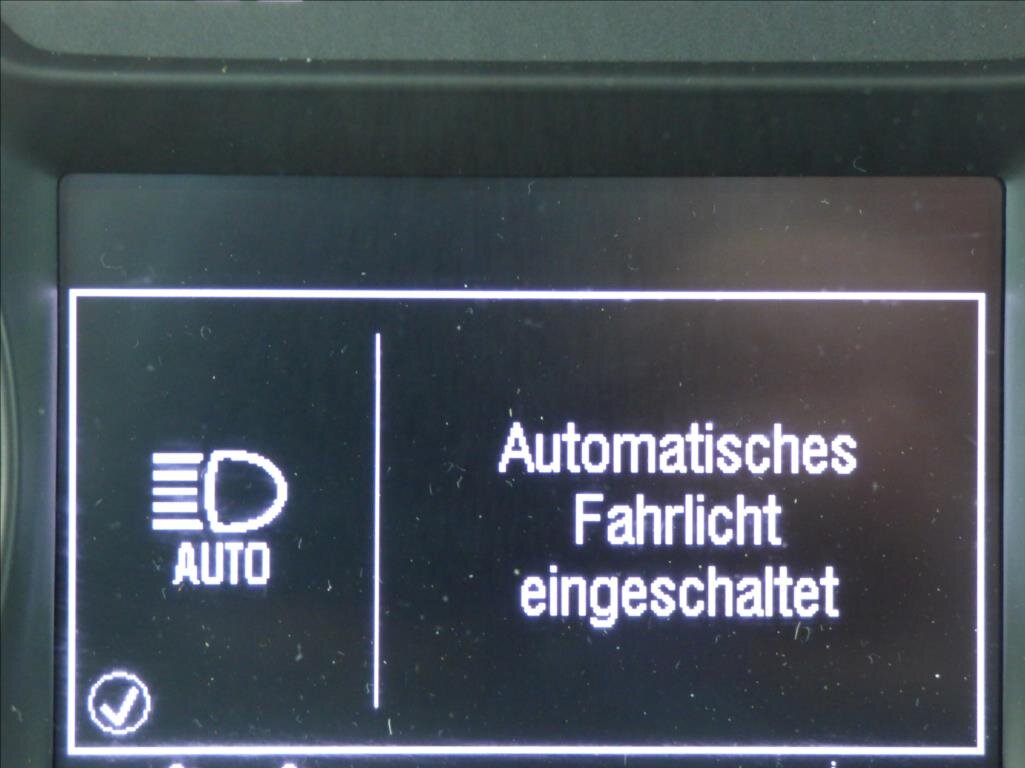 AUTO
Automatisches
Fahrlicht
eingeschaltet